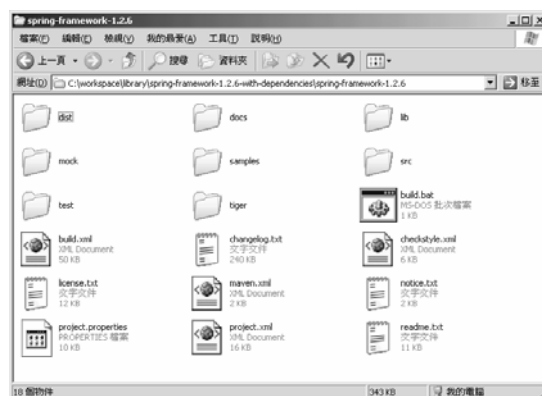 spring-framework-1.2.6
檔案(F) 編輯(E) 檢視(V) 我的最愛(A) 工具(T) 說明(H)
上一頁 搜尋 資料夾
網址(D) C:\workspace\library\spring-framework-1.2.6-with-dependencies\spring-framework-1.2.6 移至
dist docs lib
mock samples src
test tiger build.bat
MS-DOS 批次檔案
1 KB
build.xml changelog.txt checkstyle.xml
XML Document 文字文件 XML Document
50 KB 240 KB 6 KB
license.txt maven.xml notice.txt
文字文件 XML Document 文字文件
12 KB 2 KB 2 KB
project.properties project.xml readme.txt
PROPERTIES 檔案 XML Document 文字文件
10 KB 16 KB 11 KB
18 個物件 343 KB 我的電腦